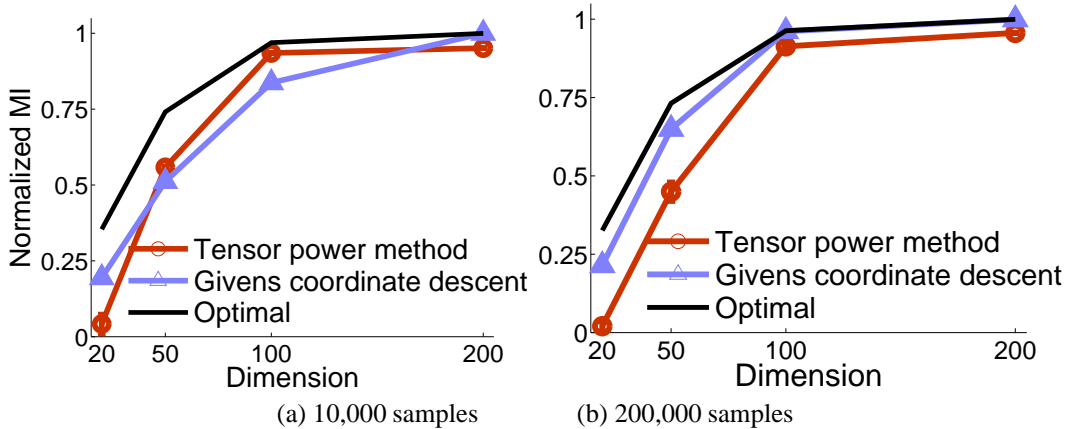 Normalized MI
1
0.75
0.5
0.25
0
20 50 100 200
Dimension
Tensor power method
Givens coordinate descent
Optimal
(a) 10,000 samples
1
0.75
0.5
0.25
0
20 50 100 200
Dimension
Tensor power method
Givens coordinate descent
Optimal
(b) 200,000 samples